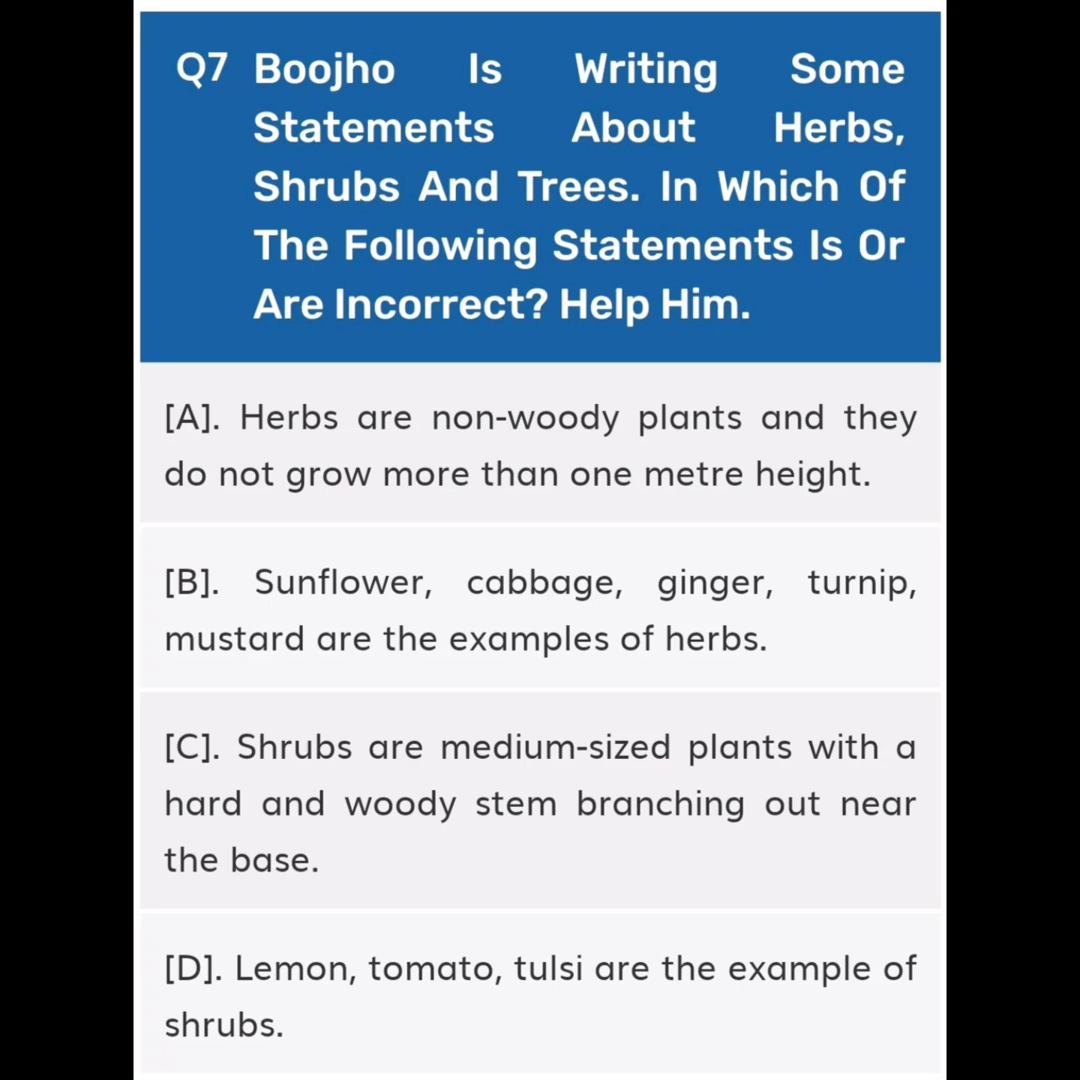 Q7 Boojho Is Writing Some
Statements About Herbs,
Shrubs And Trees. In Which Of
The Following Statements Is Or
Are Incorrect? Help Him.
[A]. Herbs are non-woody plants and they
do not grow more than one metre height.
[B]. Sunflower, cabbage, ginger, turnip,
mustard are the examples of herbs.
[C]. Shrubs are medium-sized plants with a
hard and woody stem branching out near
the base.
[D]. Lemon, tomato, tulsi are the example of
shrubs.